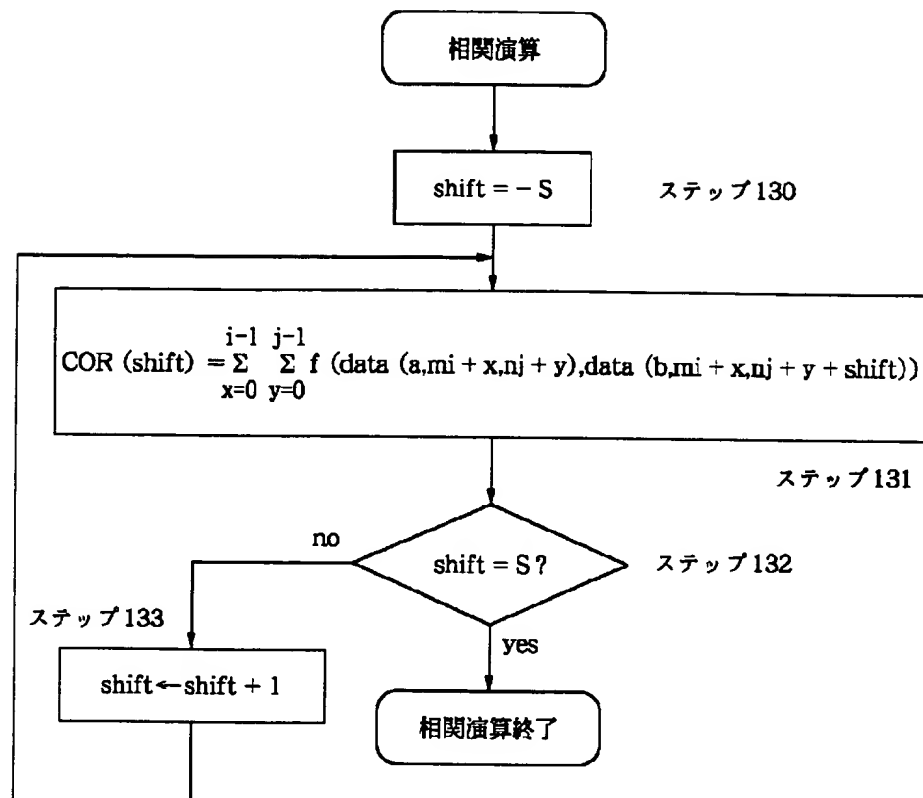 相関演算
shift = − S
ステップ130
i-1 j-1
COR (shift) = Σ Σ f (data (a,mi + x,nj + y),data (b,mi + x,nj + y + shift))
x=0 y=0
ステップ131
no
shift = S?
ステップ132
ステップ133
yes
shift←shift + 1
相関演算終了